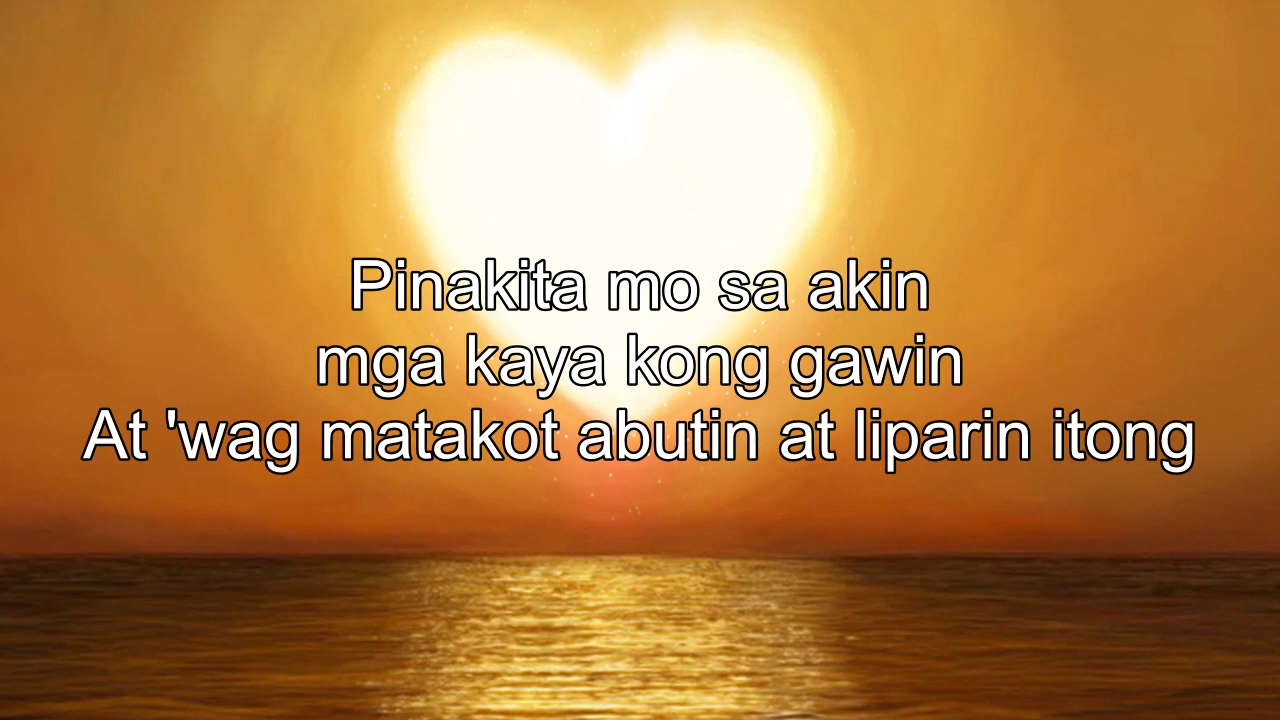 Pinakita mo sa akin
mga kaya kong gawin
At 'wag matakot abutin at liparin itong